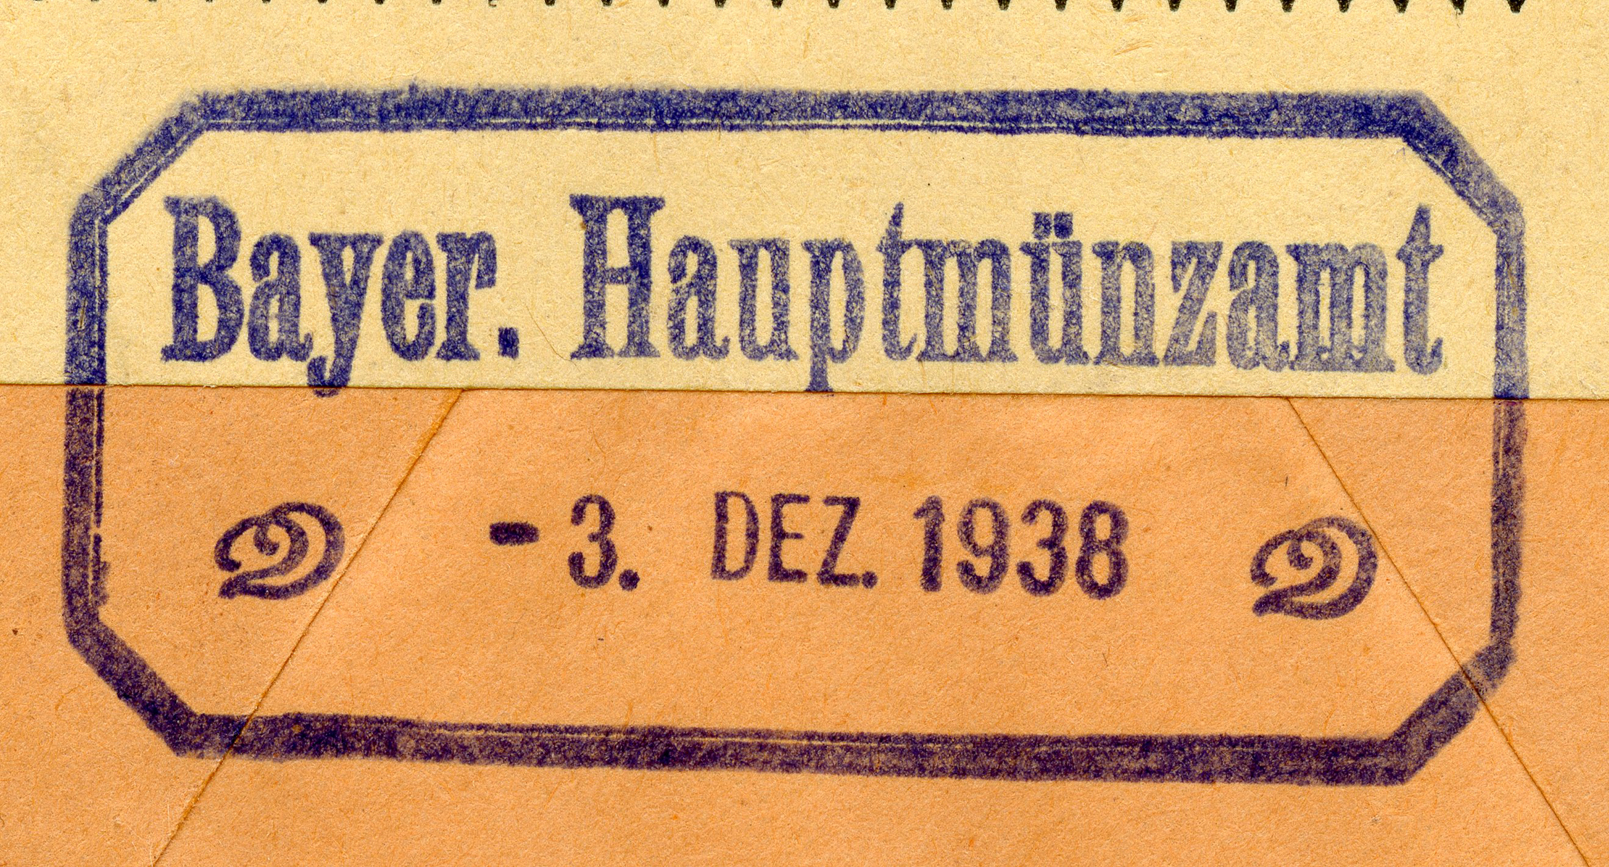 Bayer. Hauptmünzamt
-3. DEZ. 1938